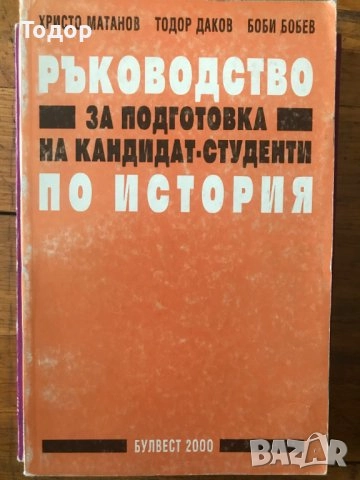 Тодор
ХРИСТО МАТАНОВ ТОДОР ДАКОВ БОБИ БОБЕВ
РЪКОВОДСТВО
ЗА ПОДГОТОВКА
НА КАНДИДАТ-СТУДЕНТИ
ПО ИСТОРИЯ
БУЛВЕСТ 2000
BAZAR